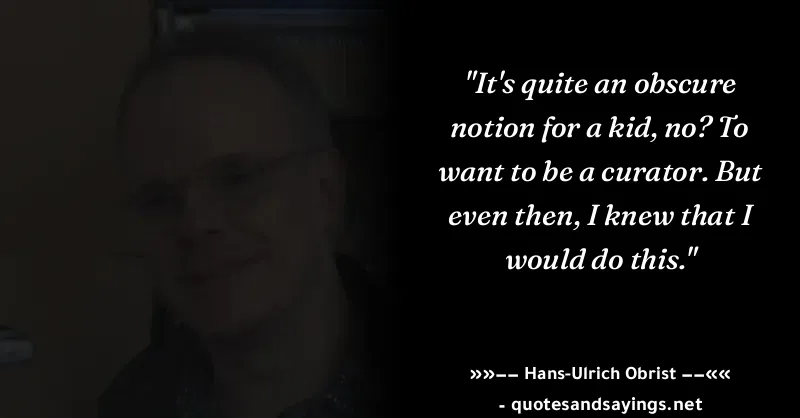 "It's quite an obscure
notion for a kid, no? To
want to be a curator. But
even then, I knew that I
would do this."
»»–– Hans-Ulrich Obrist ––««
- quotesandsayings.net